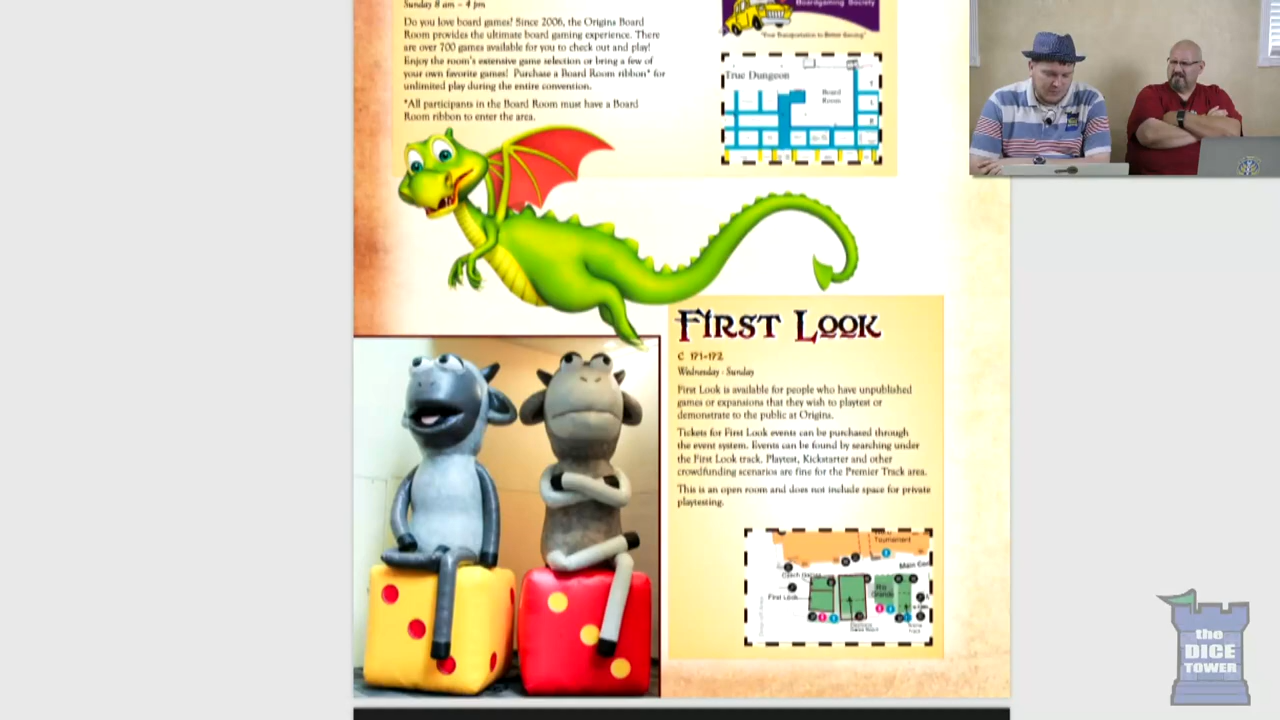 Sunday 8 am – 4 pm
Do you love board games? Since 2006, the Origins Board
Room provides the ultimate board gaming experience. There
are over 700 games available for you to check out and play!
Enjoy the room's extensive game selection or bring a few of
your own favorite games! Purchase a Board Room ribbon* for
unlimited play during the entire convention.
*All participants in the Board Room must have a Board
Room ribbon to enter the area.
Boardgaming Society
"Your Transportation to Better Gaming"
True Dungeon
Board
Room
First Look
C 171-172
Wednesday - Sunday
First Look is available for people who have unpublished
games or expansions that they wish to playtest or
demonstrate to the public at Origins.
Tickets for First Look events can be purchased through
the event system. Events can be found by searching under
the First Look track. Playtest, Kickstarter and other
crowdfunding scenarios are fine for the Premier Track area.
This is an open room and does not include space for private
playtesting.
Tournament
First Look
Rio
Grande
the
DICE
TOWER